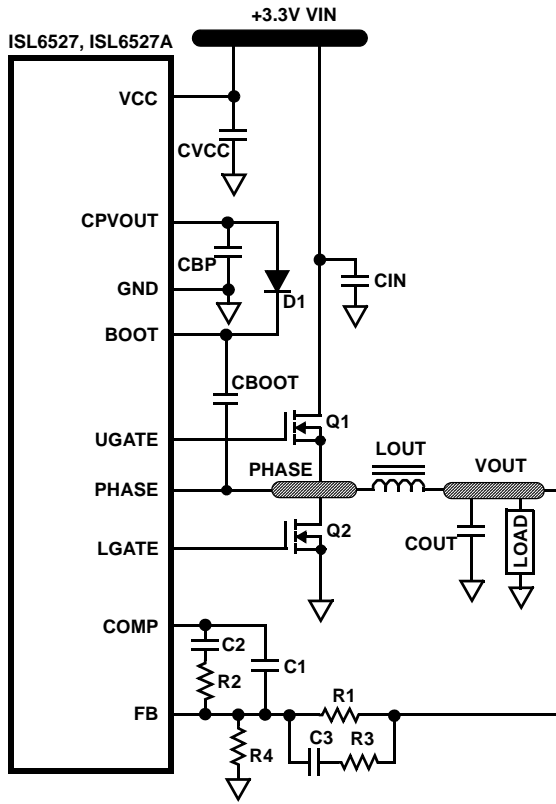 +3.3V VIN
ISL6527, ISL6527A
VCC
CVCC
CPVOUT
CBP
GND
D1
CIN
BOOT
CBOOT
Q1
UGATE
PHASE
LOUT
VOUT
PHASE
Q2
LGATE
COUT
LOAD
COMP
C2
C1
R2
R1
FB
C3
R3
R4